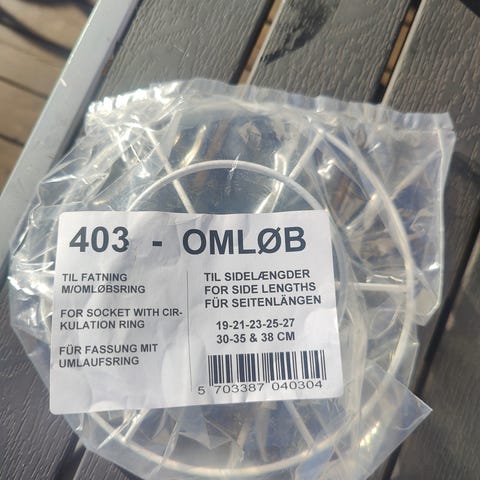 403 - OMLØB
TIL FATNING
M/OMLØBSRING
FOR SOCKET WITH CIR-
KULATION RING
FÜR FASSUNG MIT
UMLAUFSRING
TIL SIDELÆNGDER
FOR SIDE LENGTHS
FÜR SEITENLÄNGEN
19-21-23-25-27
30-35 & 38 CM
5 703387 040304